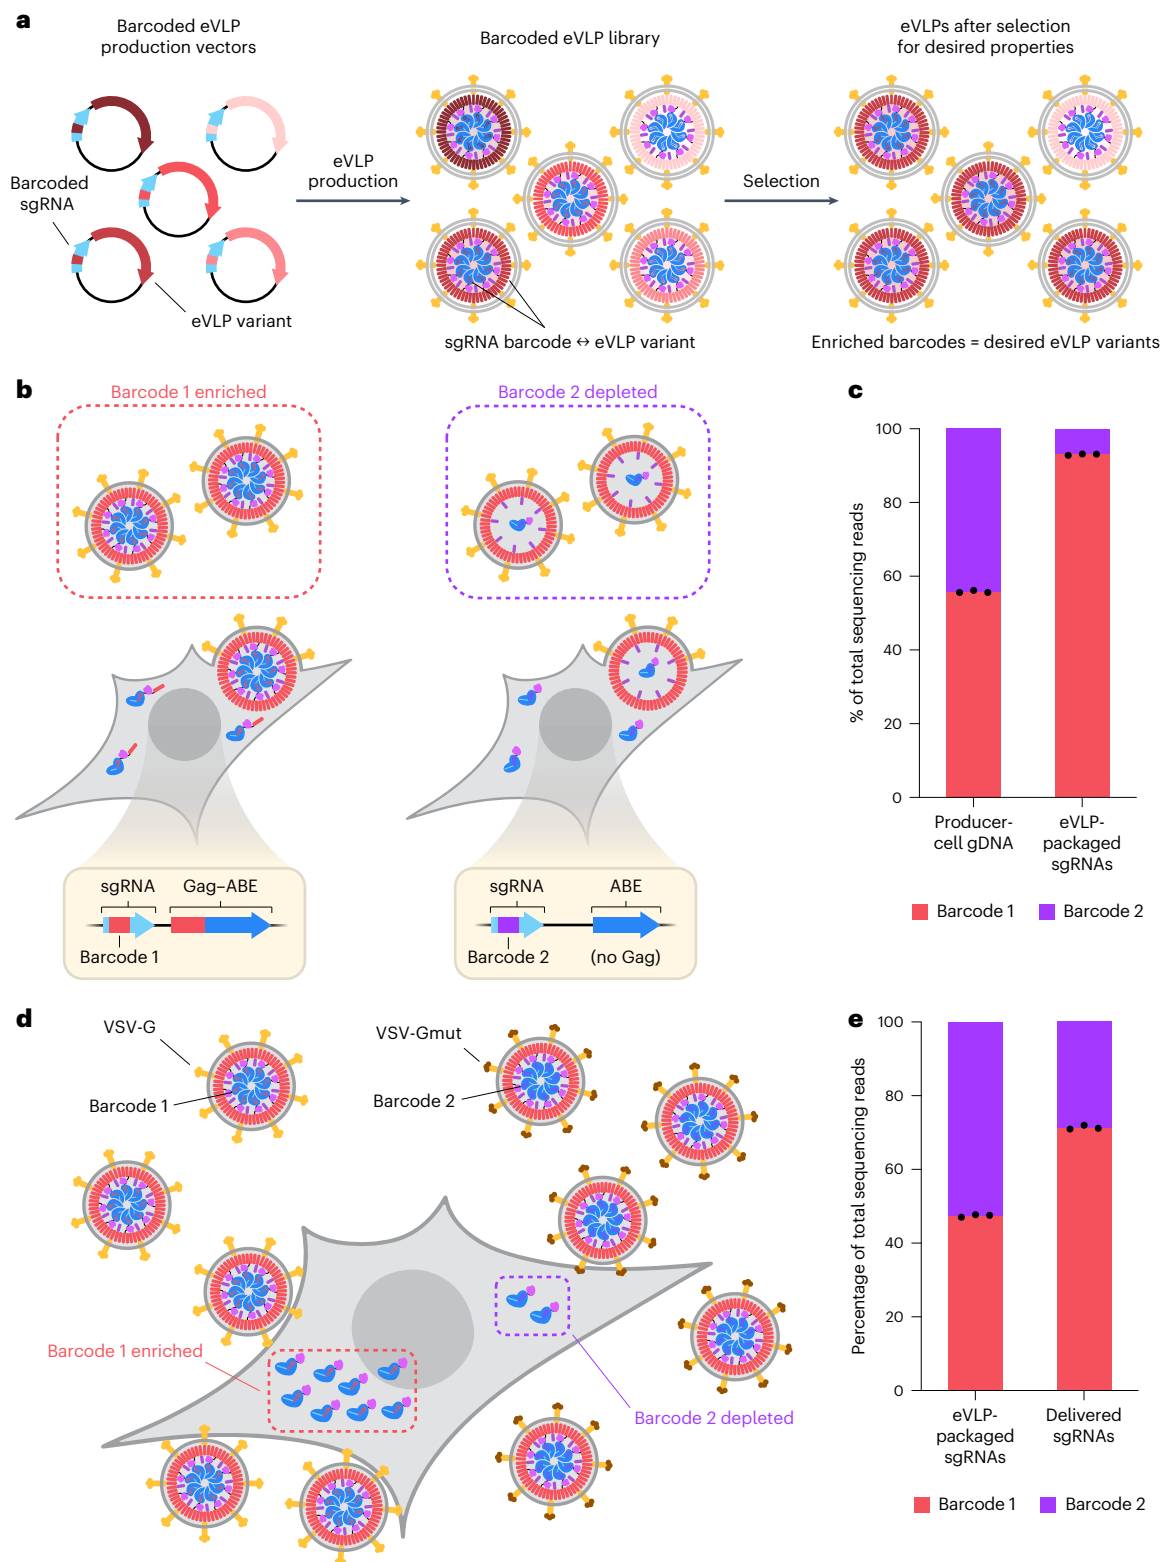 a
Barcoded eVLP
production vectors
Barcoded eVLP library
eVLPs after selection
for desired properties
Barcoded
sgRNA
eVLP
production
Selection
eVLP variant
sgRNA barcode ↔ eVLP variant
Enriched barcodes = desired eVLP variants
b
Barcode 1 enriched
Barcode 2 depleted
sgRNA
Gag–ABE
Barcode 1
sgRNA
ABE
Barcode 2
(no Gag)
c
% of total sequencing reads
100
80
60
40
20
0
Producer-
cell gDNA
eVLP-
packaged
sgRNAs
Barcode 1
Barcode 2
d
VSV-G
Barcode 1
VSV-Gmut
Barcode 2
Barcode 1 enriched
Barcode 2 depleted
e
Percentage of total sequencing reads
100
80
60
40
20
0
eVLP-
packaged
sgRNAs
Delivered
sgRNAs
Barcode 1
Barcode 2